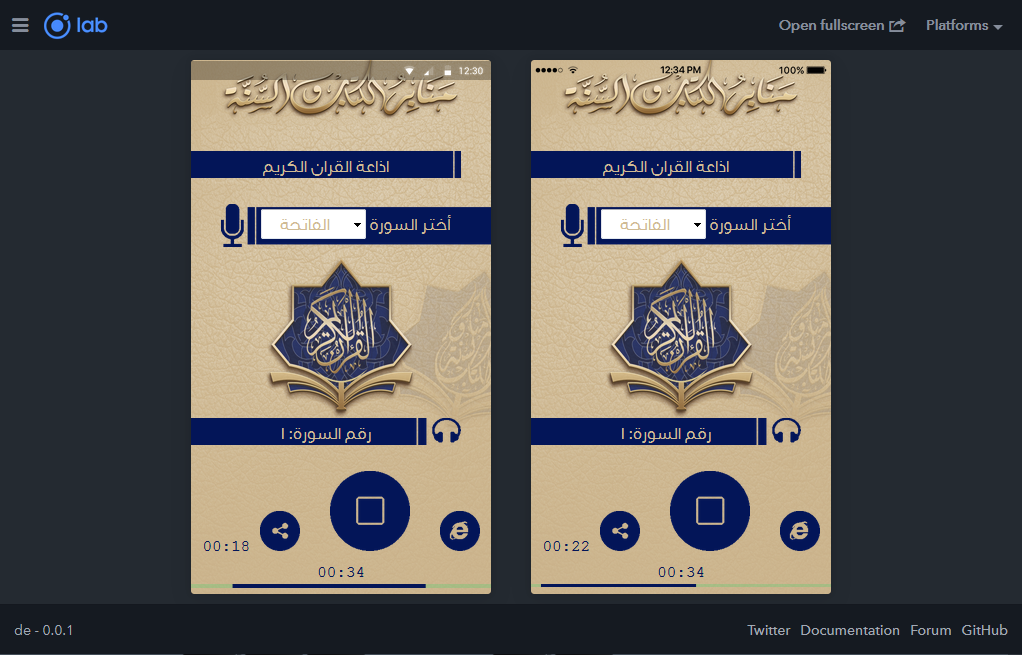 lab
Open fullscreen
Platforms
12:30
منابر الكتاب و السنة
اذاعة القران الكريم
أختر السورة
الفاتحة
القرآن الكريم
رقم السورة: ١
00:18
00:34
12:34 PM
100%
منابر الكتاب و السنة
اذاعة القران الكريم
أختر السورة
الفاتحة
القرآن الكريم
رقم السورة: ١
00:22
00:34
de - 0.0.1
Twitter Documentation Forum GitHub